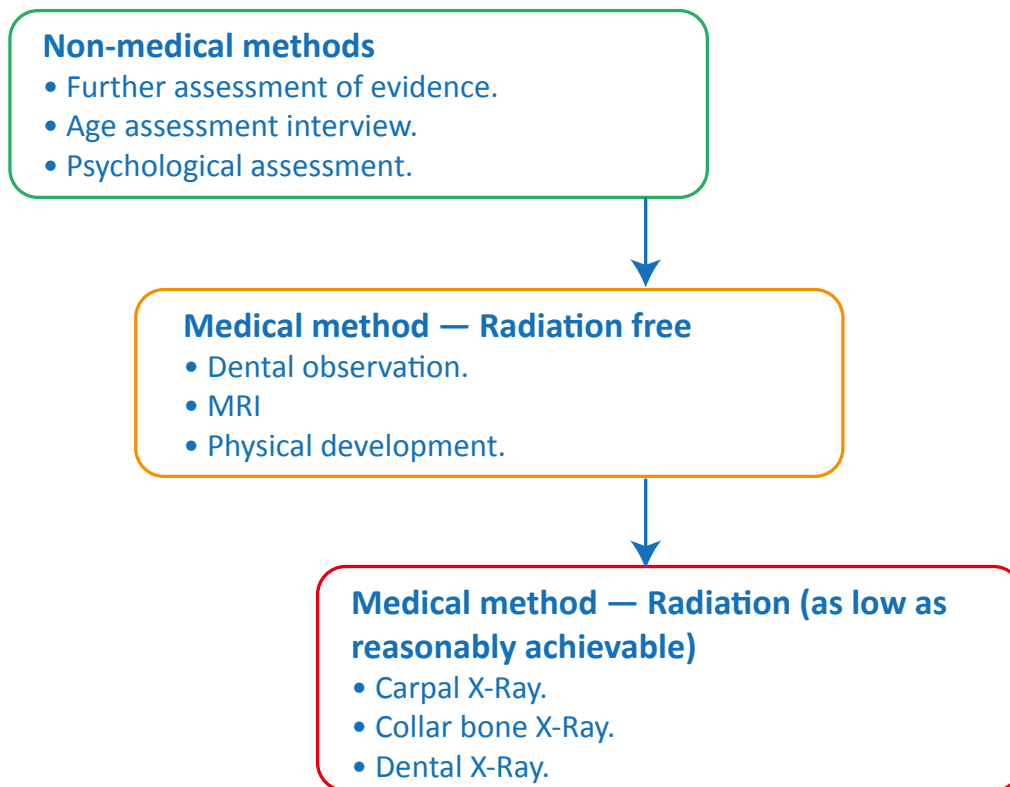 Non-medical methods
• Further assessment of evidence.
• Age assessment interview.
• Psychological assessment.
Medical method — Radiation free
• Dental observation.
• MRI
• Physical development.
Medical method — Radiation (as low as
reasonably achievable)
• Carpal X-Ray.
• Collar bone X-Ray.
• Dental X-Ray.